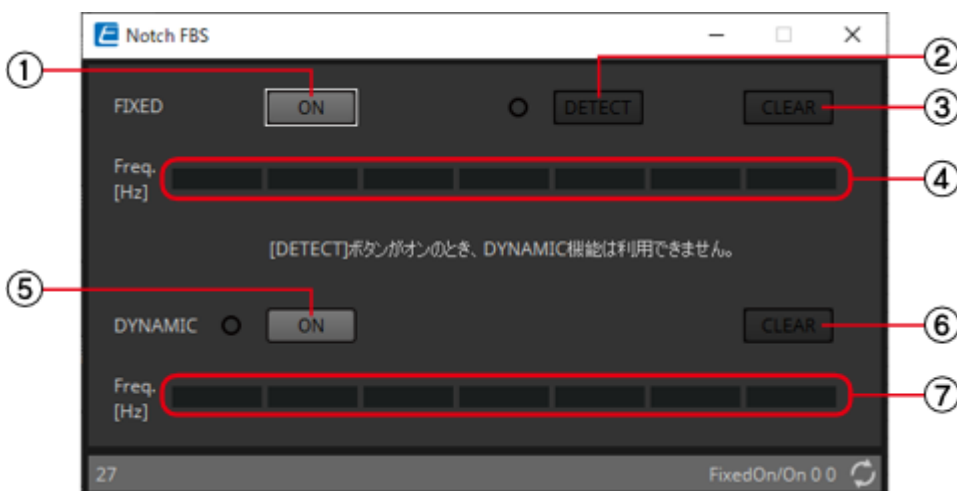 Notch FBS
① ②
FIXED ON DETECT CLEAR ③
Freq.
[Hz] ④
[DETECT]ボタンがオンのとき、DYNAMIC機能は利用できません。
⑤
DYNAMIC ON CLEAR ⑥
Freq.
[Hz] ⑦
27 FixedOn/On 0 0